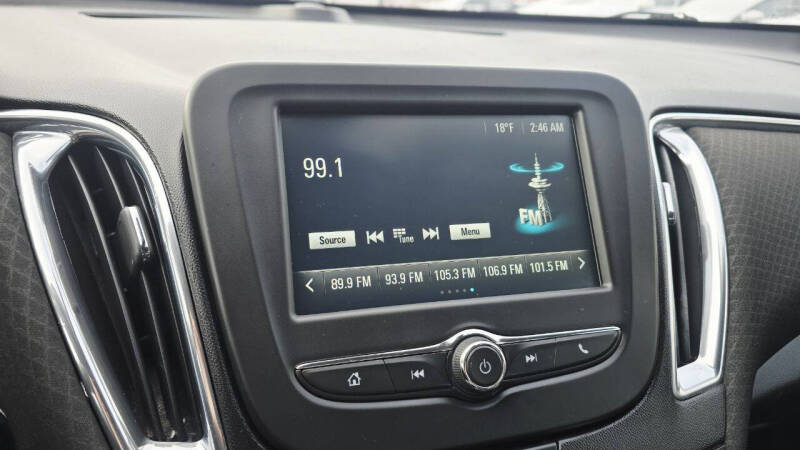 18°F 2:46 AM
99.1
FM
Source Tune Menu
89.9 FM 93.9 FM 105.3 FM 106.9 FM 101.5 FM